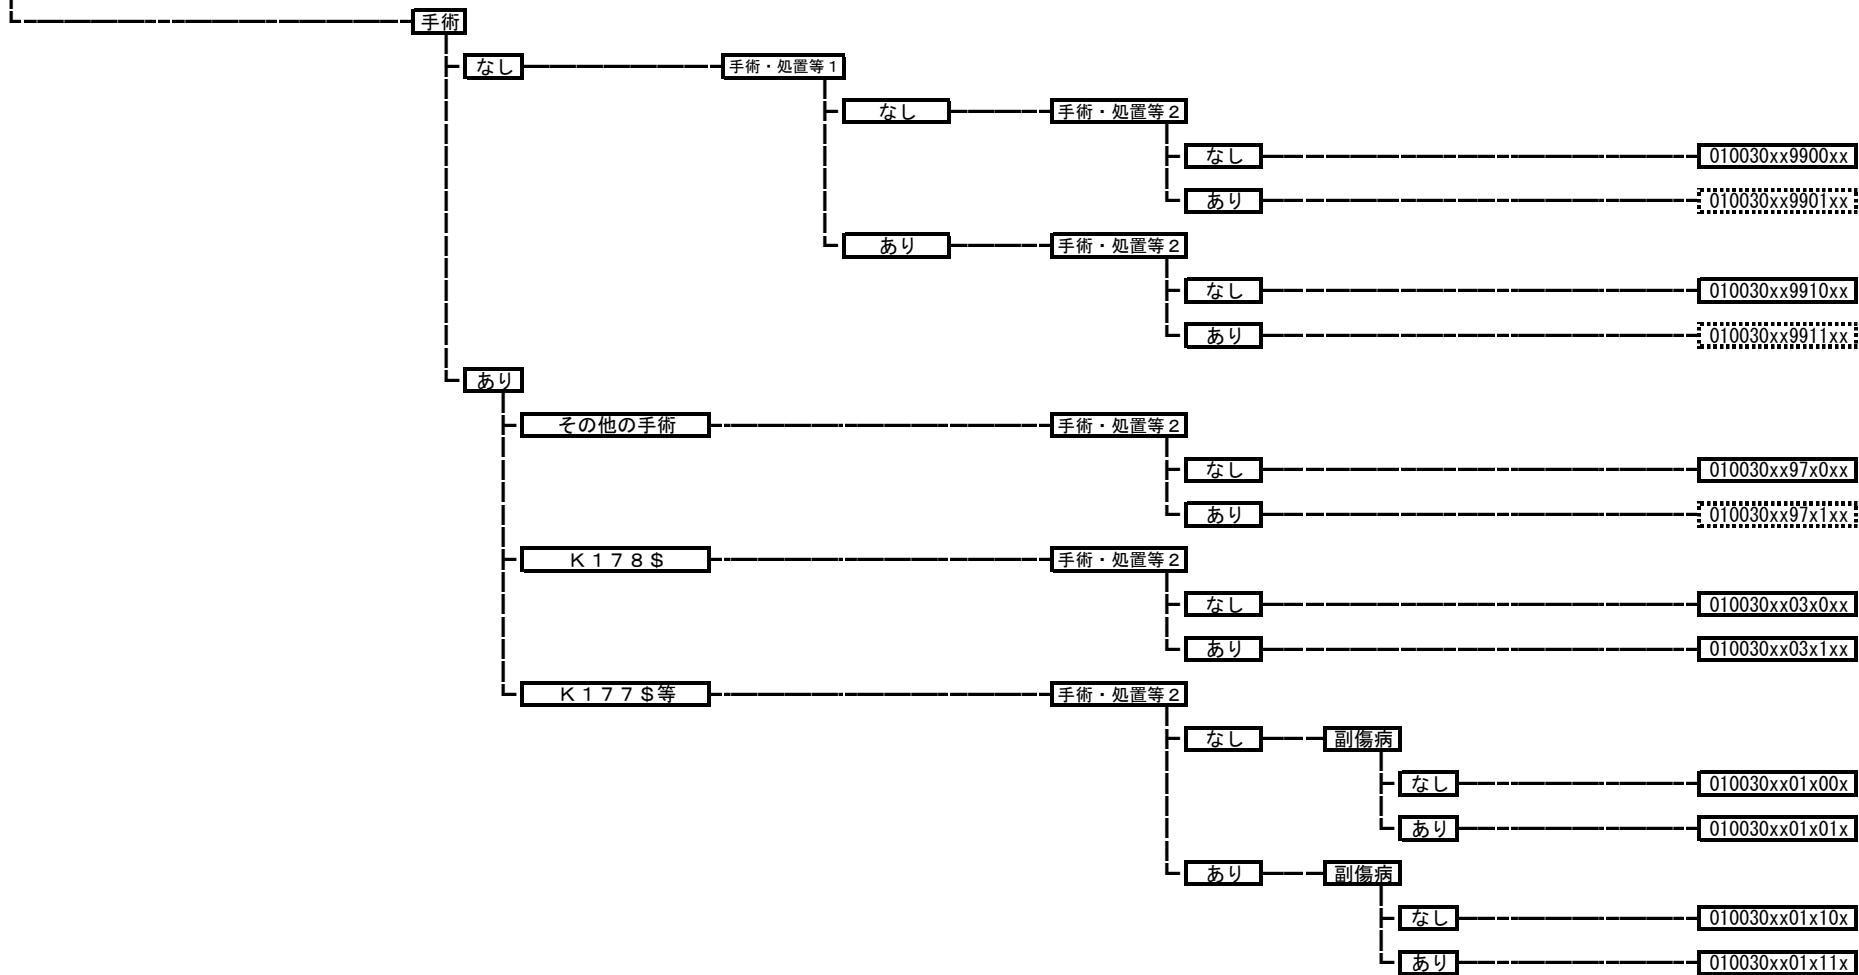 手術
なし 手術・処置等1
なし 手術・処置等2
なし 010030xx9900xx
あり 010030xx9901xx
あり 手術・処置等2
なし 010030xx9910xx
あり 010030xx9911xx
あり
その他の手術 手術・処置等2
なし 010030xx97x0xx
あり 010030xx97x1xx
K178$ 手術・処置等2
なし 010030xx03x0xx
あり 010030xx03x1xx
K177$等 手術・処置等2
なし 副傷病
なし 010030xx01x00x
あり 010030xx01x01x
あり 副傷病
なし 010030xx01x10x
あり 010030xx01x11x